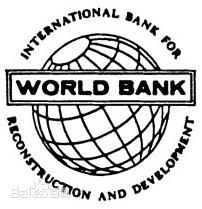 INTERNATIONAL BANK FOR
WORLD BANK
RECONSTRUCTION AND DEVELOPMENT